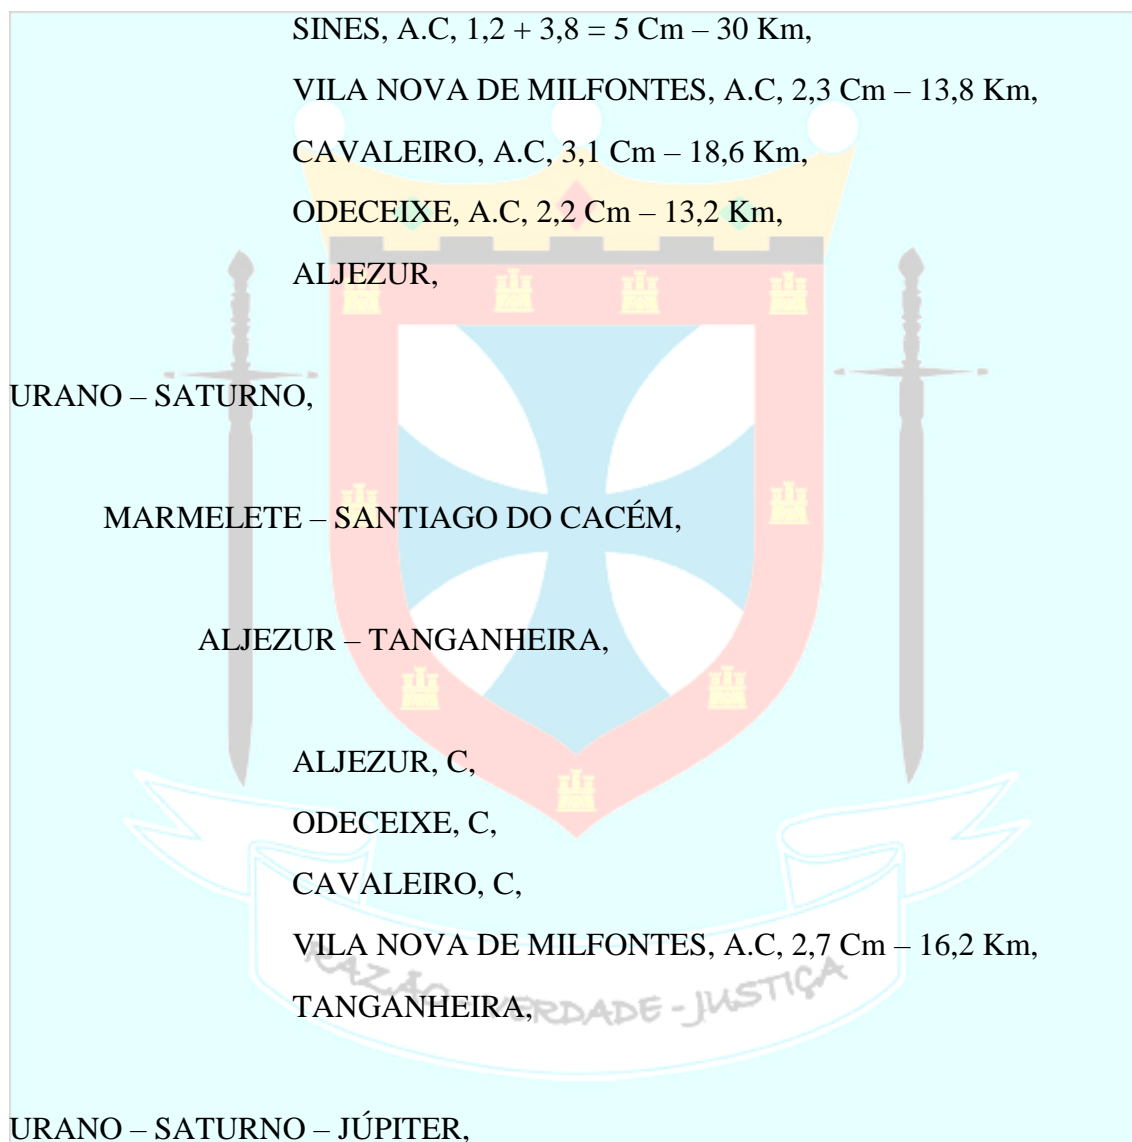 SINES, A.C, 1,2 + 3,8 = 5 Cm – 30 Km,
VILA NOVA DE MILFONTES, A.C, 2,3 Cm – 13,8 Km,
CAVALEIRO, A.C, 3,1 Cm – 18,6 Km,
ODECEIXE, A.C, 2,2 Cm – 13,2 Km,
ALJEZUR,
URANO – SATURNO,
MARMELETE – SANTIAGO DO CACÉM,
ALJEZUR – TANGANHEIRA,
ALJEZUR, C,
ODECEIXE, C,
CAVALEIRO, C,
VILA NOVA DE MILFONTES, A.C, 2,7 Cm – 16,2 Km,
RAZÃO - VERDADE - JUSTIÇA
TANGANHEIRA,
URANO – SATURNO – JÚPITER,